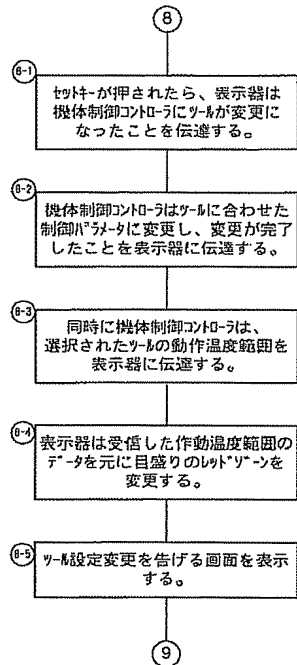 8
8-1
ｾｯﾄｷｰが押されたら、表示器は
機体制御ｺﾝﾄﾛｰﾗにﾂｰﾙが変更に
なったことを伝達する。
8-2
機体制御ｺﾝﾄﾛｰﾗはﾂｰﾙに合わせた
制御ﾊﾟﾗﾒｰﾀに変更し、変更が完了
したことを表示器に伝達する。
8-3
同時に機体制御ｺﾝﾄﾛｰﾗは、
選択されたﾂｰﾙの動作温度範囲を
表示器に伝達する。
8-4
表示器は受信した作動温度範囲の
ﾃﾞｰﾀを元に目盛りのﾚｯﾄﾞｿﾞｰﾝを
変更する。
8-5
ﾂｰﾙ設定変更を告げる画面を表示
する。
9